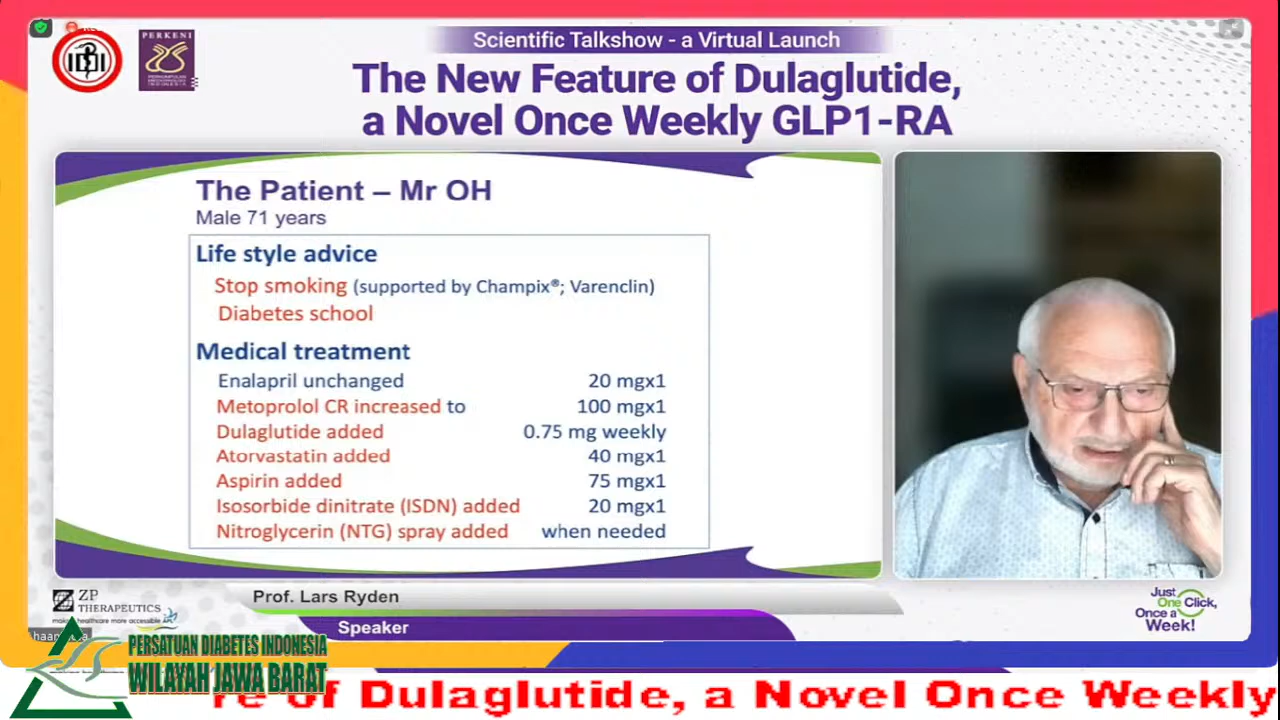 Scientific Talkshow - a Virtual Launch
The New Feature of Dulaglutide,
a Novel Once Weekly GLP1-RA
IDI
PERKENI
The Patient – Mr OH
Male 71 years
Life style advice
Stop smoking (supported by Champix®; Varenclin)
Diabetes school
Medical treatment
Enalapril unchanged 20 mgx1
Metoprolol CR increased to 100 mgx1
Dulaglutide added 0.75 mg weekly
Atorvastatin added 40 mgx1
Aspirin added 75 mgx1
Isosorbide dinitrate (ISDN) added 20 mgx1
Nitroglycerin (NTG) spray added when needed
ZP
THERAPEUTICS
healthcare more accessible
Prof. Lars Ryden
Speaker
Just
One Click,
Once a
Week!
PERSATUAN DIABETES INDONESIA
WILAYAH JAWA BARAT
re of Dulaglutide, a Novel Once Weekly